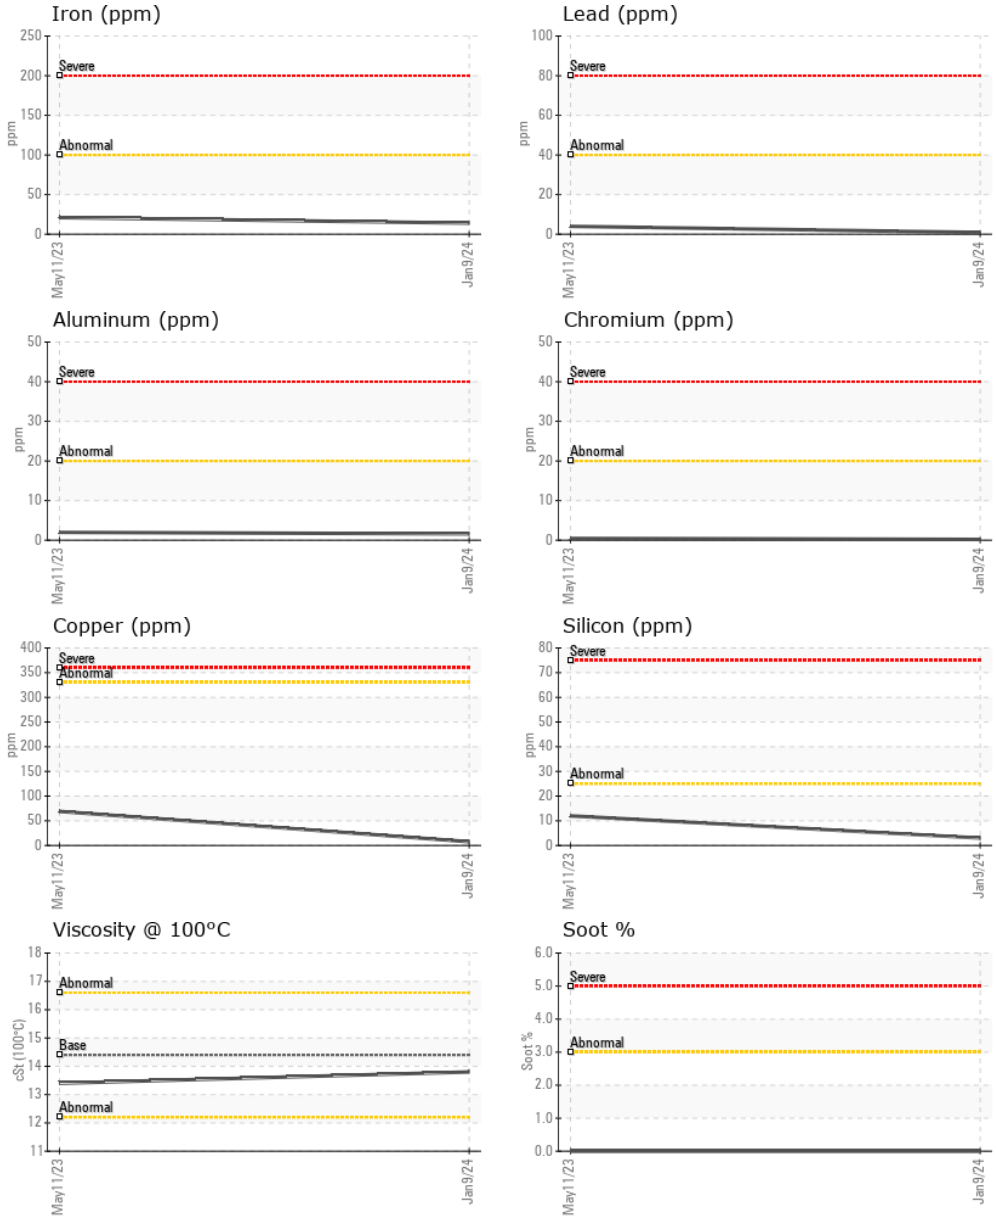 Iron (ppm)
250
200
150
100
50
0
ppm
Severe
Abnormal
May11/23
Jan9/24
Lead (ppm)
100
80
60
40
20
0
ppm
Severe
Abnormal
May11/23
Jan9/24
Aluminum (ppm)
50
40
30
20
10
0
ppm
Severe
Abnormal
May11/23
Jan9/24
Chromium (ppm)
50
40
30
20
10
0
ppm
Severe
Abnormal
May11/23
Jan9/24
Copper (ppm)
400
350
300
250
200
150
100
50
0
ppm
Severe
Abnormal
May11/23
Jan9/24
Silicon (ppm)
80
70
60
50
40
30
20
10
0
ppm
Severe
Abnormal
May11/23
Jan9/24
Viscosity @ 100°C
18
17
16
15
14
13
12
11
cSt (100°C)
Abnormal
Base
Abnormal
May11/23
Jan9/24
Soot %
6.0
5.0
4.0
3.0
2.0
1.0
0.0
Soot %
Severe
Abnormal
May11/23
Jan9/24